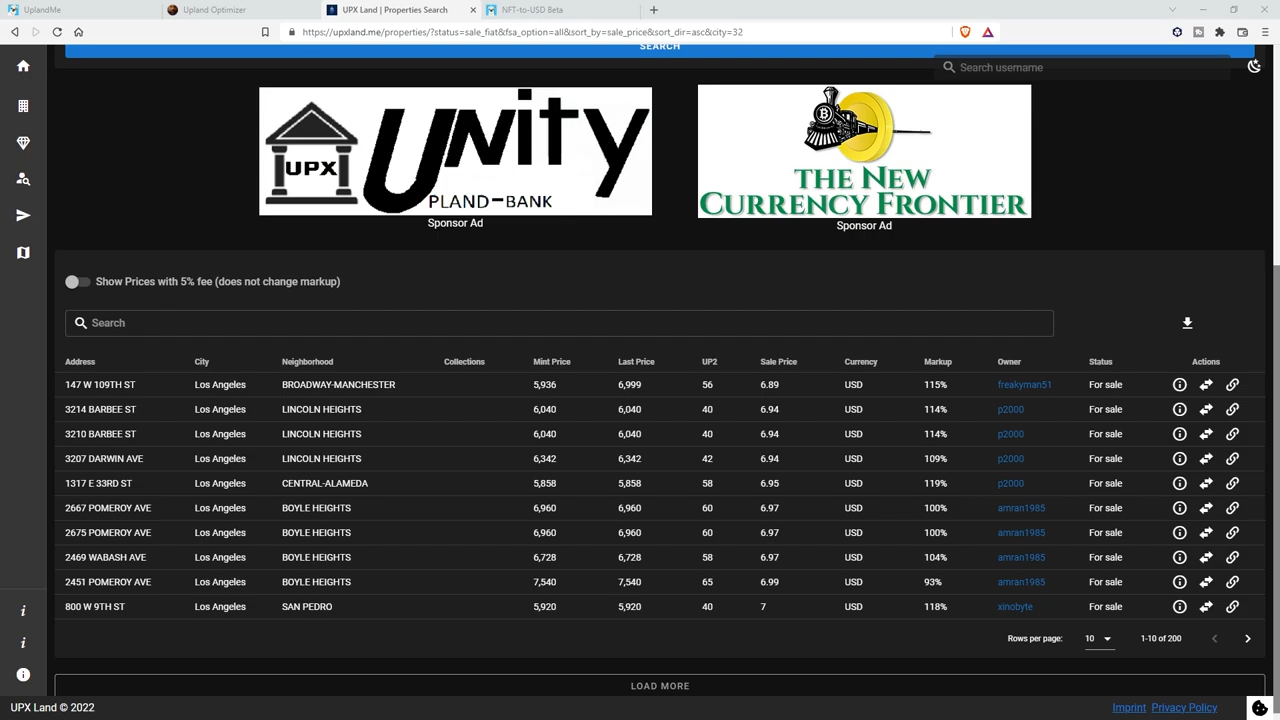 UplandMe
Upland Optimizer
UPX Land | Properties Search
NFT-to-USD Beta
https://upxland.me/properties/?status=sale_fiat&fsa_option=all&sort_by=sale_price&sort_dir=asc&city=32
SEARCH
Search username
UPX
Unity
UPLAND-BANK
Sponsor Ad
THE NEW
CURRENCY FRONTIER
Sponsor Ad
Show Prices with 5% fee (does not change markup)
Search
Address City Neighborhood Collections Mint Price Last Price UP2 Sale Price Currency Markup Owner Status Actions
147 W 109TH ST Los Angeles BROADWAY-MANCHESTER 5,936 6,999 56 6.89 USD 115% freakyman51 For sale
3214 BARBEE ST Los Angeles LINCOLN HEIGHTS 6,040 6,040 40 6.94 USD 114% p2000 For sale
3210 BARBEE ST Los Angeles LINCOLN HEIGHTS 6,040 6,040 40 6.94 USD 114% p2000 For sale
3207 DARWIN AVE Los Angeles LINCOLN HEIGHTS 6,342 6,342 42 6.94 USD 109% p2000 For sale
1317 E 33RD ST Los Angeles CENTRAL-ALAMEDA 5,858 5,858 58 6.95 USD 119% p2000 For sale
2667 POMEROY AVE Los Angeles BOYLE HEIGHTS 6,960 6,960 60 6.97 USD 100% amran1985 For sale
2675 POMEROY AVE Los Angeles BOYLE HEIGHTS 6,960 6,960 60 6.97 USD 100% amran1985 For sale
2469 WABASH AVE Los Angeles BOYLE HEIGHTS 6,728 6,728 58 6.97 USD 104% amran1985 For sale
2451 POMEROY AVE Los Angeles BOYLE HEIGHTS 7,540 7,540 65 6.99 USD 93% amran1985 For sale
800 W 9TH ST Los Angeles SAN PEDRO 5,920 5,920 40 7 USD 118% xinobyte For sale
Rows per page: 10 1-10 of 200
LOAD MORE
UPX Land © 2022
Imprint Privacy Policy